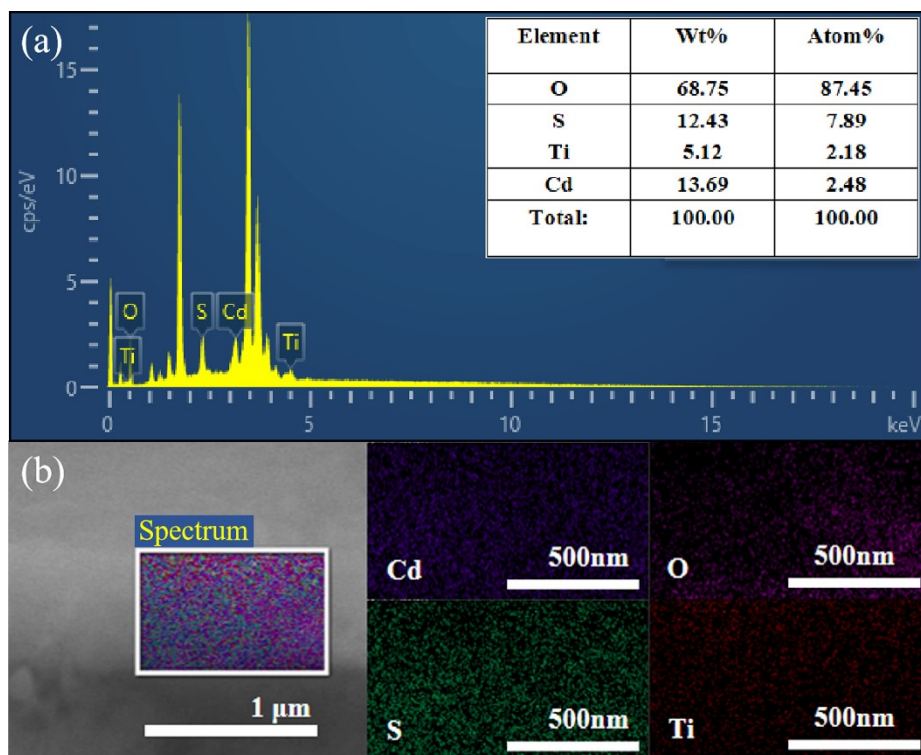 (a)
Element Wt% Atom%
O 68.75 87.45
S 12.43 7.89
Ti 5.12 2.18
Cd 13.69 2.48
Total: 100.00 100.00
cps/eV
15
10
5
0
O
Ti
S
Cd
Ti
0 5 10 15 keV
(b)
Spectrum
1 μm
Cd
500nm
O
500nm
S
500nm
Ti
500nm